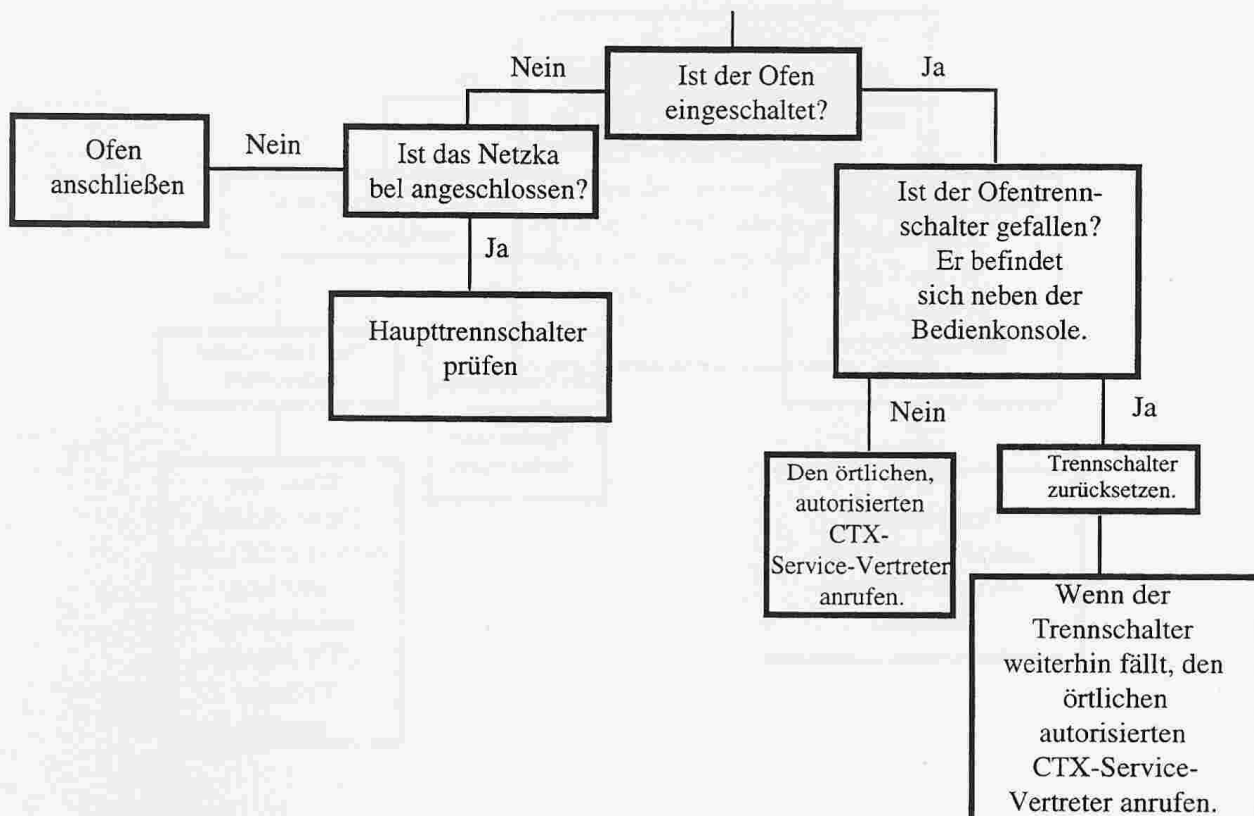 Nein
Ist der Ofen
eingeschaltet?
Ja
Ofen
anschließen
Nein
Ist das Netzka
bel angeschlossen?
Ja
Haupttrennschalter
prüfen
Ist der Ofentrenn-
schalter gefallen?
Er befindet
sich neben der
Bedienkonsole.
Nein
Den örtlichen,
autorisierten
CTX-
Service-Vertreter
anrufen.
Ja
Trennschalter
zurücksetzen.
Wenn der
Trennschalter
weiterhin fällt, den
örtlichen
autorisierten
CTX-Service-
Vertreter anrufen.